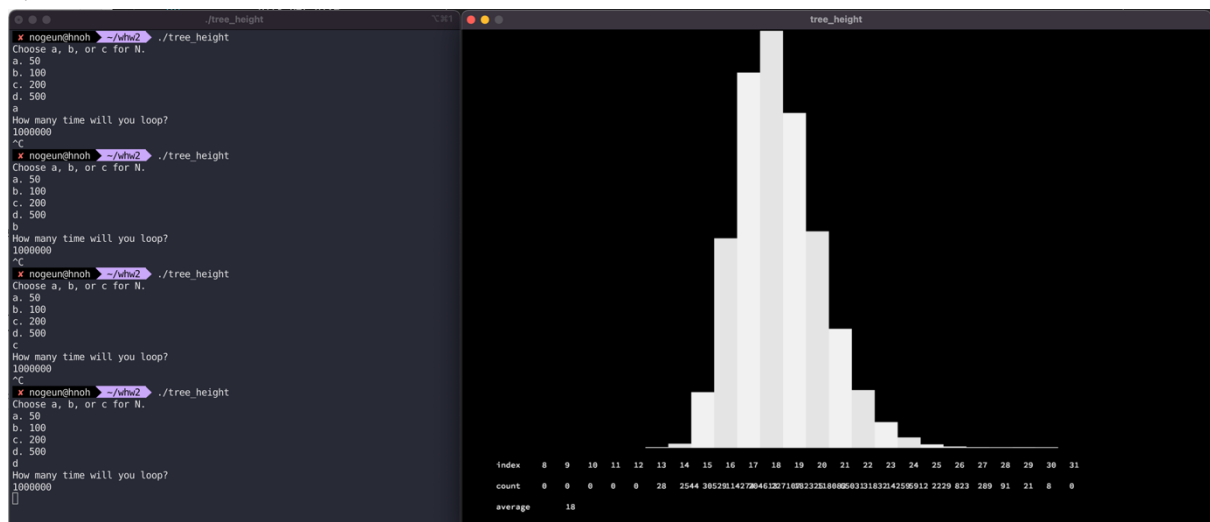 ./tree_height
⌥⌘1
✘ nogeun@hnoh ~/whw2 ./tree_height
Choose a, b, or c for N.
a. 50
b. 100
c. 200
d. 500
a
How many time will you loop?
1000000
^C
✘ nogeun@hnoh ~/whw2 ./tree_height
Choose a, b, or c for N.
a. 50
b. 100
c. 200
d. 500
b
How many time will you loop?
1000000
^C
✘ nogeun@hnoh ~/whw2 ./tree_height
Choose a, b, or c for N.
a. 50
b. 100
c. 200
d. 500
c
How many time will you loop?
1000000
^C
✘ nogeun@hnoh ~/whw2 ./tree_height
Choose a, b, or c for N.
a. 50
b. 100
c. 200
d. 500
d
How many time will you loop?
1000000
tree_height
index 8 9 10 11 12 13 14 15 16 17 18 19 20 21 22 23 24 25 26 27 28 29 30 31
count 0 0 0 0 0 28 2544 30529 5912 2229 823 289 91 21 8 0
average 18